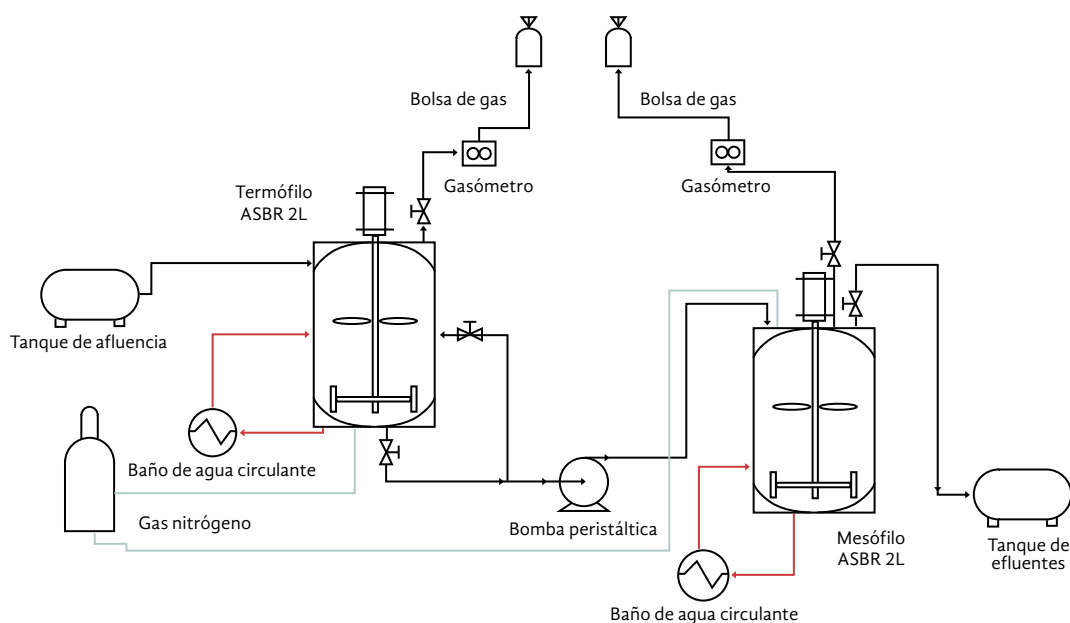 Bolsa de gas
Bolsa de gas
Gasómetro
Gasómetro
Termófilo
ASBR 2L
Tanque de afluencia
Baño de agua circulante
Gas nitrógeno
Bomba peristáltica
Mesófilo
ASBR 2L
Tanque de
efluentes
Baño de agua circulante